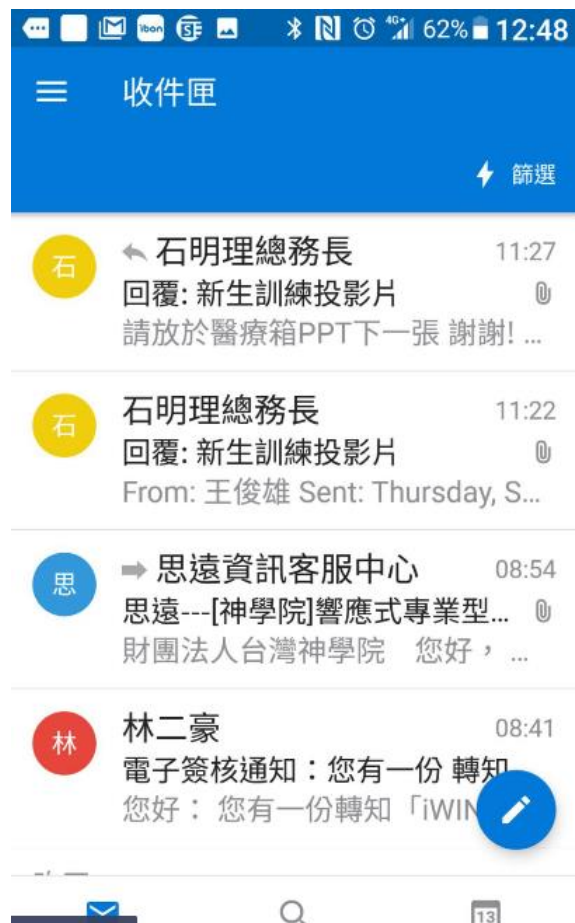 ibon 4G 62% 12:48
收件匣
篩選
石 石明理總務長 11:27
回覆: 新生訓練投影片
請放於醫療箱PPT下一張 謝謝! ...
石 石明理總務長 11:22
回覆: 新生訓練投影片
From: 王俊雄 Sent: Thursday, S...
思 思遠資訊客服中心 08:54
思遠---[神學院]響應式專業型...
財團法人台灣神學院 您好， ...
林 林二豪 08:41
電子簽核通知：您有一份 轉知
您好： 您有一份轉知「iWIN
13